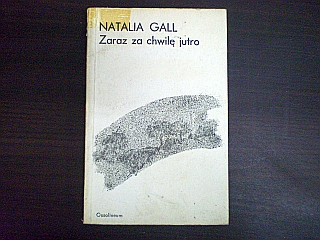 NATALIA GALL
Zaraz za chwilę jutro
Ossolineum